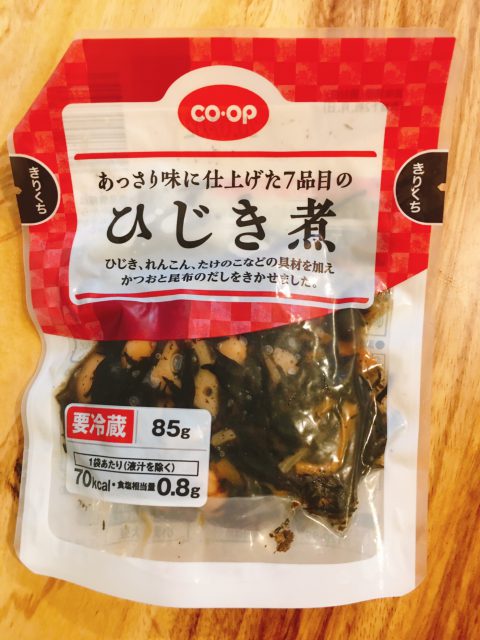 CO·OP
あっさり味に仕上げた7品目の
ひじき煮
ひじき、れんこん、たけのこなどの具材を加え
かつおと昆布のだしをきかせました。
きりくち
きりくち
要冷蔵
85g
1袋あたり(液汁を除く)
70kcal・食塩相当量0.8g